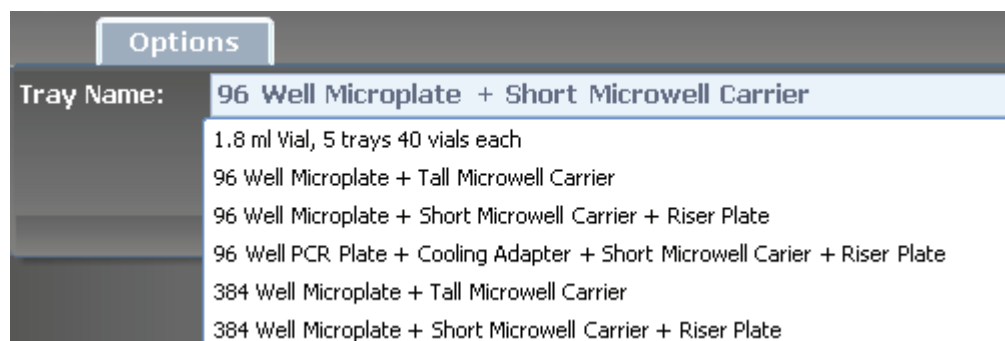 Options
Tray Name: 96 Well Microplate + Short Microwell Carrier
1.8 ml Vial, 5 trays 40 vials each
96 Well Microplate + Tall Microwell Carrier
96 Well Microplate + Short Microwell Carrier + Riser Plate
96 Well PCR Plate + Cooling Adapter + Short Microwell Carier + Riser Plate
384 Well Microplate + Tall Microwell Carrier
384 Well Microplate + Short Microwell Carrier + Riser Plate